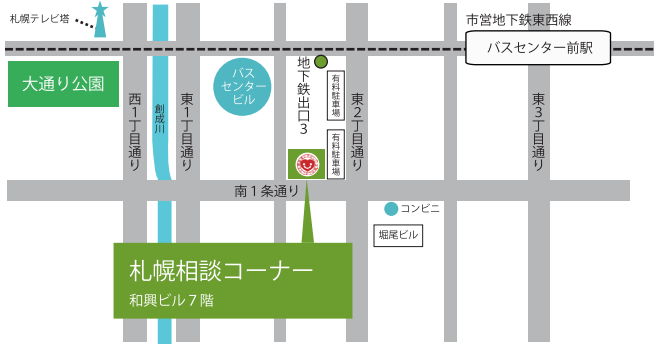 札幌テレビ塔
市営地下鉄東西線
バスセンター前駅
大通り公園
バス
センター
ビル
地下鉄出口3
有料駐車場
有料駐車場
西1丁目通り
創成川
東1丁目通り
東2丁目通り
東3丁目通り
南1条通り
コンビニ
堀尾ビル
札幌相談コーナー
和興ビル7階